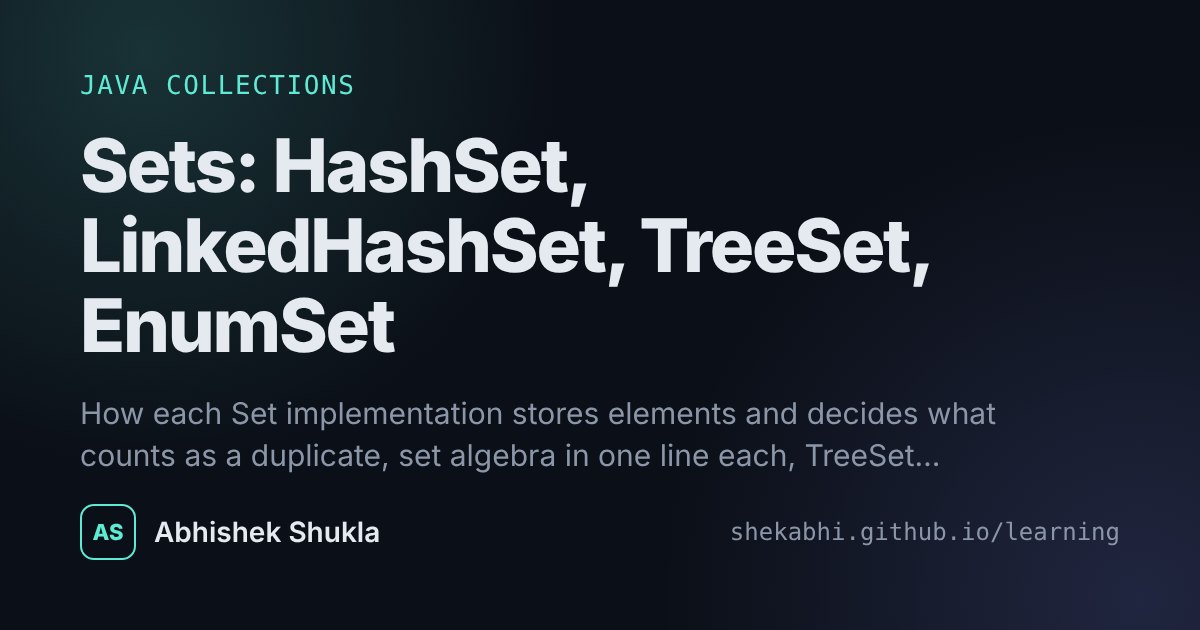 JAVA COLLECTIONS
Sets: HashSet,
LinkedHashSet, TreeSet,
EnumSet
How each Set implementation stores elements and decides what
counts as a duplicate, set algebra in one line each, TreeSet...
AS Abhishek Shukla
shekabhi.github.io/learning